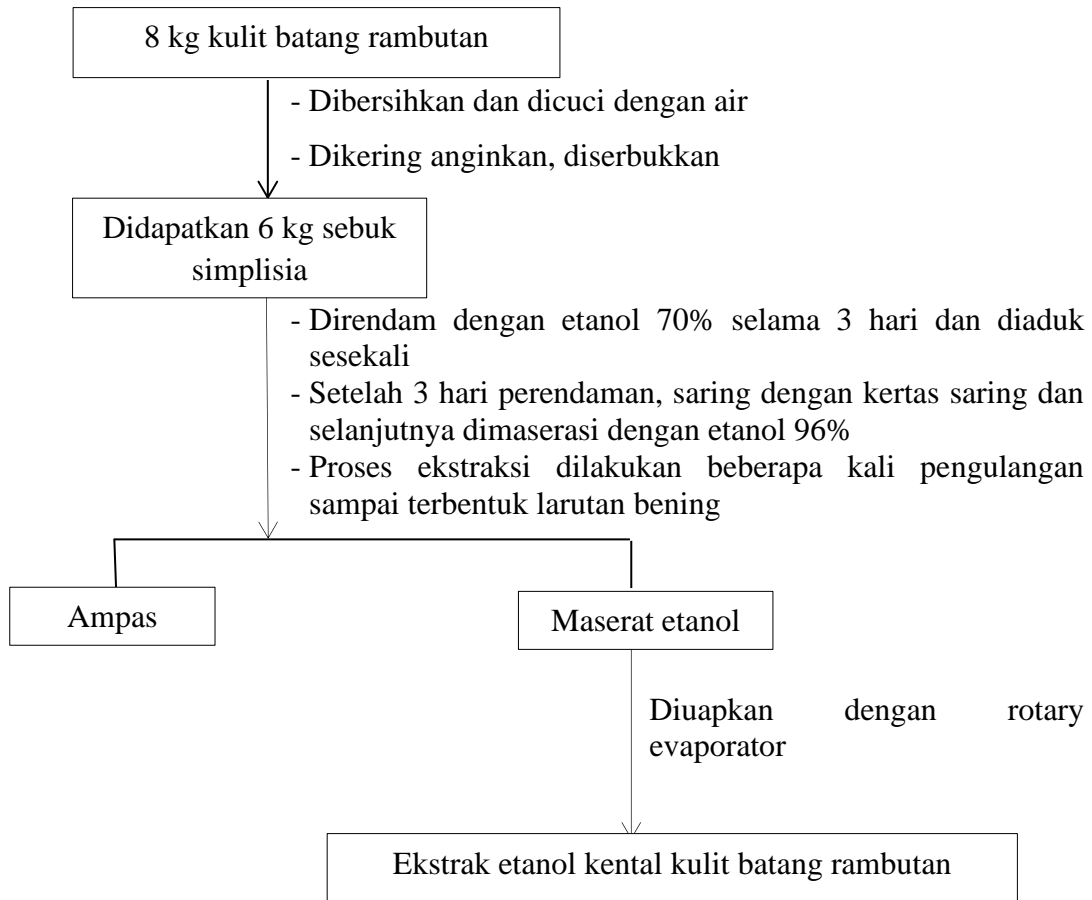 8 kg kulit batang rambutan
- Dibersihkan dan dicuci dengan air
- Dikering anginkan, diserbukkan
Didapatkan 6 kg sebuk
simplisia
- Direndam dengan etanol 70% selama 3 hari dan diaduk
sesekali
- Setelah 3 hari perendaman, saring dengan kertas saring dan
selanjutnya dimaserasi dengan etanol 96%
- Proses ekstraksi dilakukan beberapa kali pengulangan
sampai terbentuk larutan bening
Ampas
Maserat etanol
Diuapkan dengan rotary
evaporator
Ekstrak etanol kental kulit batang rambutan